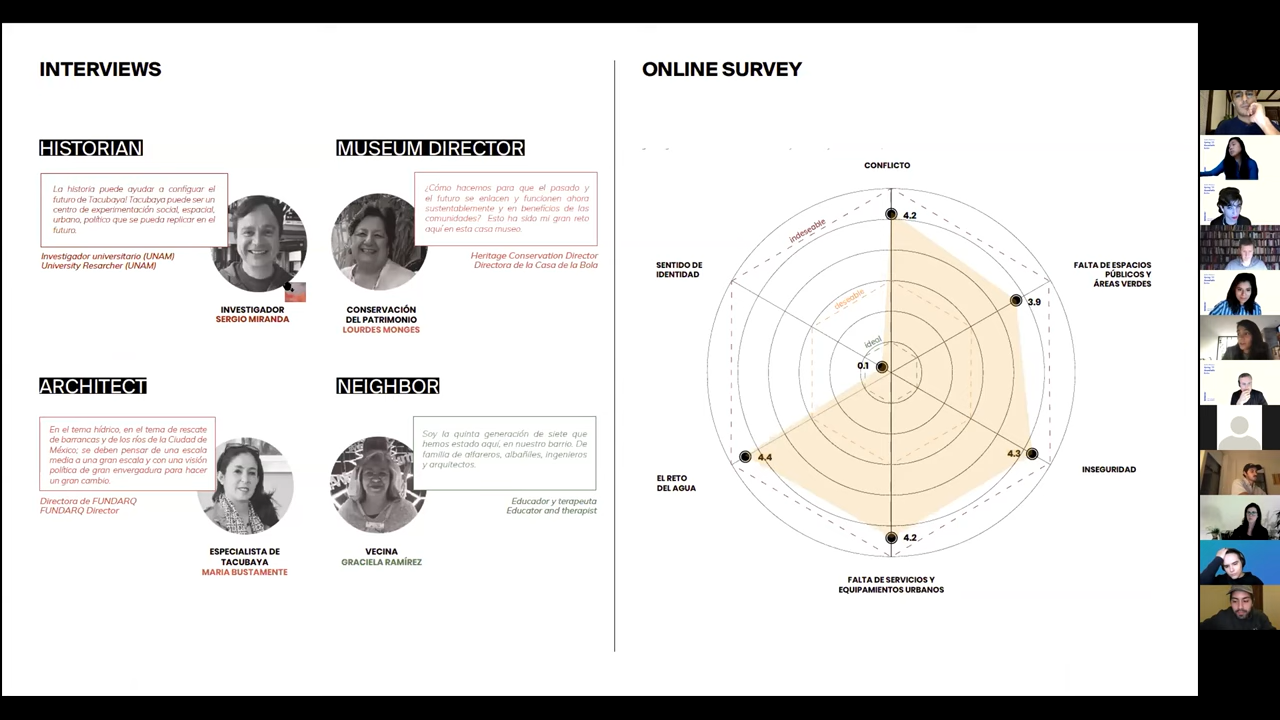 INTERVIEWS
HISTORIAN
La historia puede ayudar a configuar el
futuro de Tacubaya! Tacubaya puede ser un
centro de experimentación social, espacial,
urbano, político que se pueda replicar en el
futuro.
Investigador universitario (UNAM)
University Resarcher (UNAM)
INVESTIGADOR
SERGIO MIRANDA
MUSEUM DIRECTOR
¿Cómo hacemos para que el pasado y
el futuro se enlacen y funcionen ahora
sustentablemente y en beneficios de las
comunidades? Esto ha sido mi gran reto
aquí en esta casa museo.
Heritage Conservation Director
Directora de la Casa de la Bola
CONSERVACIÓN
DEL PATRIMONIO
LOURDES MONGES
ARCHITECT
En el tema hídrico, en el tema de rescate
de barrancas y de los ríos de la Ciudad de
México; se deben pensar de una escala
media a una gran escala y con una visión
política de gran envergadura para hacer
un gran cambio.
Directora de FUNDARQ
FUNDARQ Director
ESPECIALISTA DE
TACUBAYA
MARIA BUSTAMENTE
NEIGHBOR
Soy la quinta generación de siete que
hemos estado aquí, en nuestro barrio. De
familia de alfareros, albañiles, ingenieros
y arquitectos.
Educador y terapeuta
Educator and therapist
VECINA
GRACIELA RAMÍREZ
ONLINE SURVEY
CONFLICTO
4.2
indeseable
SENTIDO DE
IDENTIDAD
FALTA DE ESPACIOS
PÚBLICOS Y
ÁREAS VERDES
deseable
3.9
ideal
0.1
4.4
4.3
EL RETO
DEL AGUA
INSEGURIDAD
4.2
FALTA DE SERVICIOS Y
EQUIPAMIENTOS URBANOS